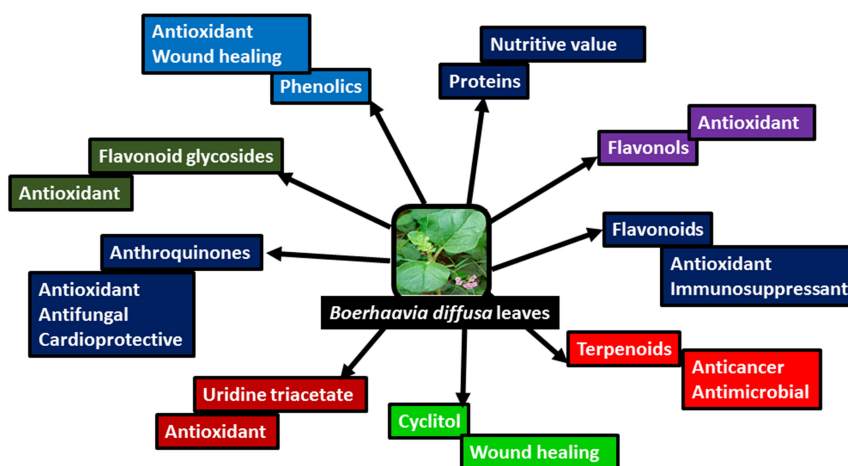 Antioxidant
Wound healing
Phenolics
Nutritive value
Proteins
Antioxidant
Flavonols
Flavonoid glycosides
Antioxidant
Flavonoids
Antioxidant
Immunosuppressant
Anthroquinones
Antioxidant
Antifungal
Cardioprotective
Boerhaavia diffusa leaves
Terpenoids
Anticancer
Antimicrobial
Uridine triacetate
Antioxidant
Cyclitol
Wound healing